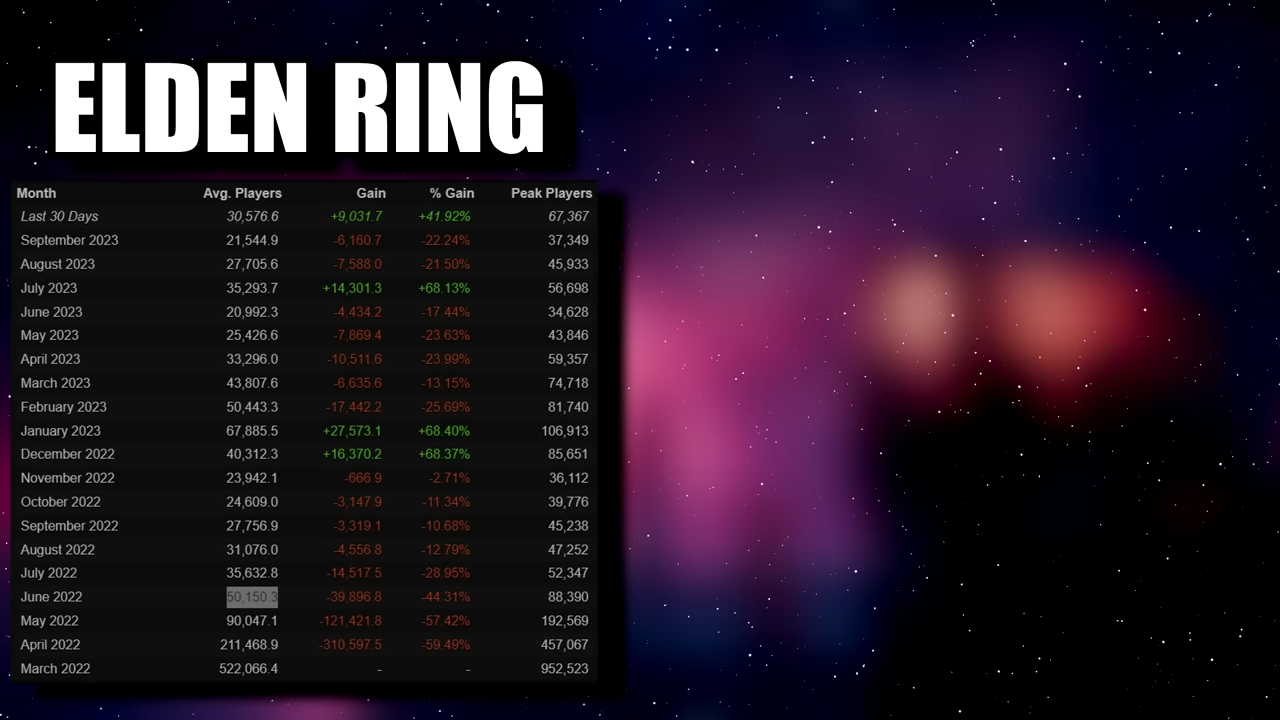 ELDEN RING
Month Avg. Players Gain % Gain Peak Players
Last 30 Days 30,576.6 +9,031.7 +41.92% 67,367
September 2023 21,544.9 -6,160.7 -22.24% 37,349
August 2023 27,705.6 -7,588.0 -21.50% 45,933
July 2023 35,293.7 +14,301.3 +68.13% 56,698
June 2023 20,992.3 -4,434.2 -17.44% 34,628
May 2023 25,426.6 -7,869.4 -23.63% 43,846
April 2023 33,296.0 -10,511.6 -23.99% 59,357
March 2023 43,807.6 -6,635.6 -13.15% 74,718
February 2023 50,443.3 -17,442.2 -25.69% 81,740
January 2023 67,885.5 +27,573.1 +68.40% 106,913
December 2022 40,312.3 +16,370.2 +68.37% 85,651
November 2022 23,942.1 -666.9 -2.71% 36,112
October 2022 24,609.0 -3,147.9 -11.34% 39,776
September 2022 27,756.9 -3,319.1 -10.68% 45,238
August 2022 31,076.0 -4,556.8 -12.79% 47,252
July 2022 35,632.8 -14,517.5 -28.95% 52,347
June 2022 50,150.3 -39,896.8 -44.31% 88,390
May 2022 90,047.1 -121,421.8 -57.42% 192,569
April 2022 211,468.9 -310,597.5 -59.49% 457,067
March 2022 522,066.4 - - 952,523